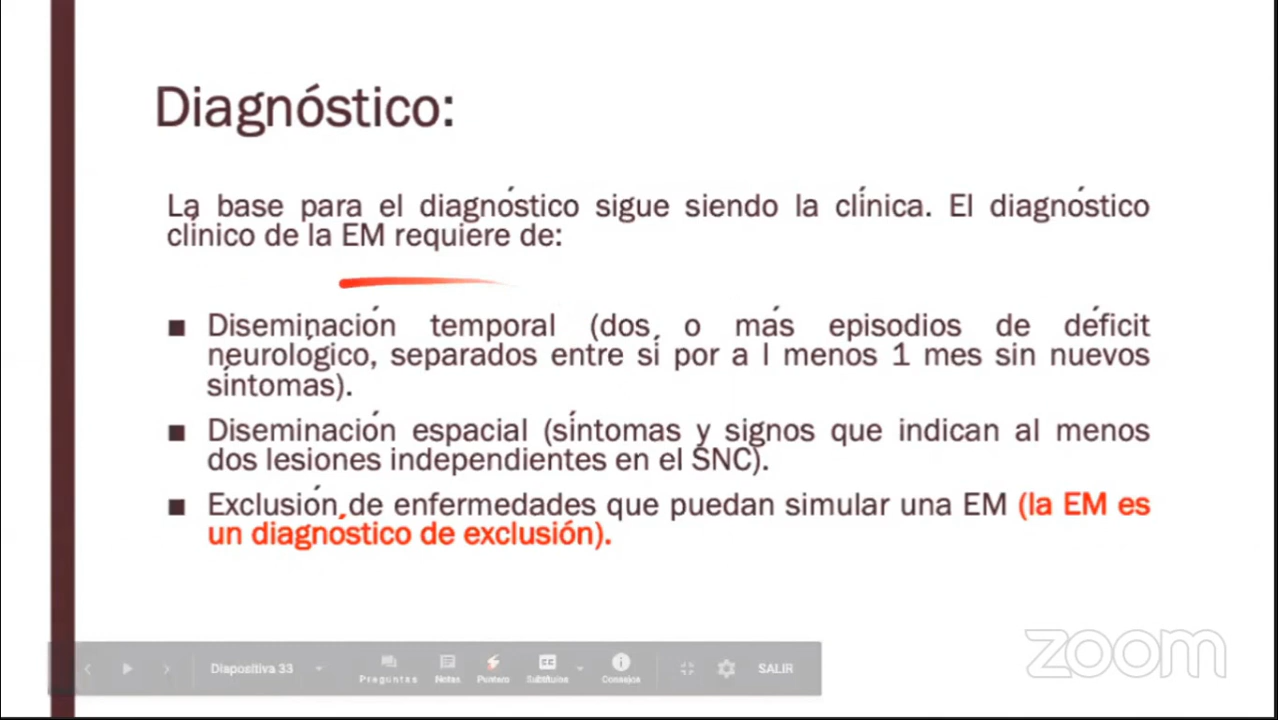 Diagnóstico:
La base para el diagnóstico sigue siendo la clínica. El diagnóstico
clínico de la EM requiere de:
■ Diseminación temporal (dos o más episodios de déficit
neurológico, separados entre sí por a l menos 1 mes sin nuevos
síntomas).
■ Diseminación espacial (síntomas y signos que indican al menos
dos lesiones independientes en el SNC).
■ Exclusión de enfermedades que puedan simular una EM (la EM es
un diagnóstico de exclusión).
Diapositiva 33
Preguntas Notas Puntero Subtítulos Consejos
SALIR
zoom